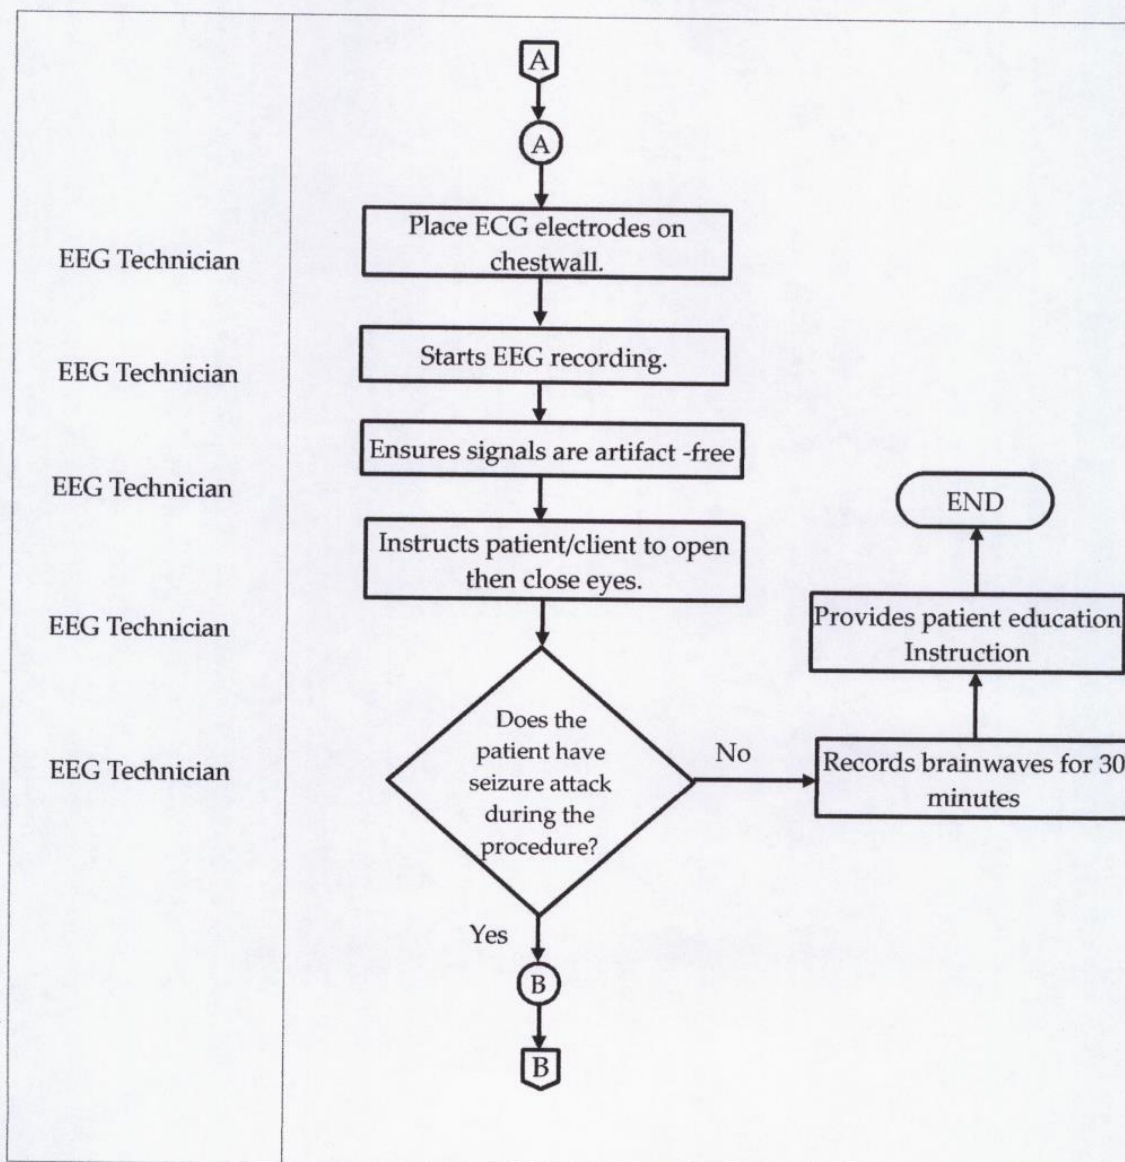 A
A
EEG Technician
Place ECG electrodes on
chestwall.
EEG Technician
Starts EEG recording.
EEG Technician
Ensures signals are artifact -free
Instructs patient/client to open
then close eyes.
EEG Technician
EEG Technician
Does the
patient have
seizure attack
during the
procedure?
No
Records brainwaves for 30
minutes
Provides patient education
Instruction
END
Yes
B
B